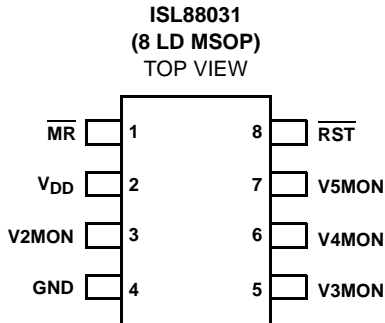 ISL88031
(8 LD MSOP)
TOP VIEW
MR 1 8 RST
VDD 2 7 V5MON
V2MON 3 6 V4MON
GND 4 5 V3MON